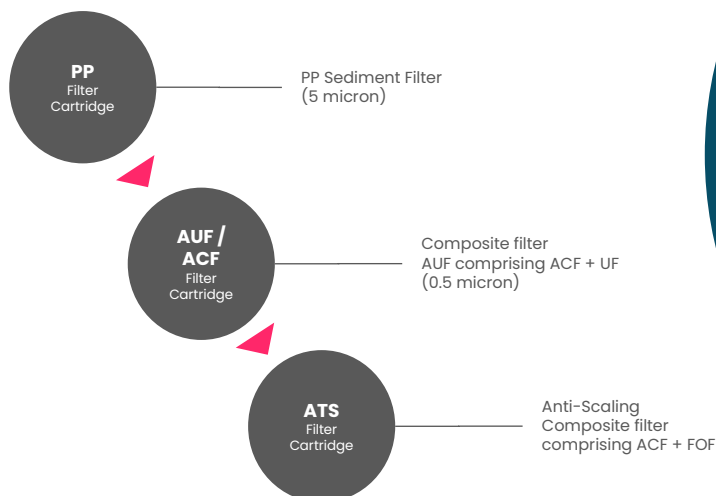 PP
Filter
Cartridge
PP Sediment Filter
(5 micron)
AUF /
ACF
Filter
Cartridge
Composite filter
AUF comprising ACF + UF
(0.5 micron)
ATS
Filter
Cartridge
Anti-Scaling
Composite filter
comprising ACF + FOF